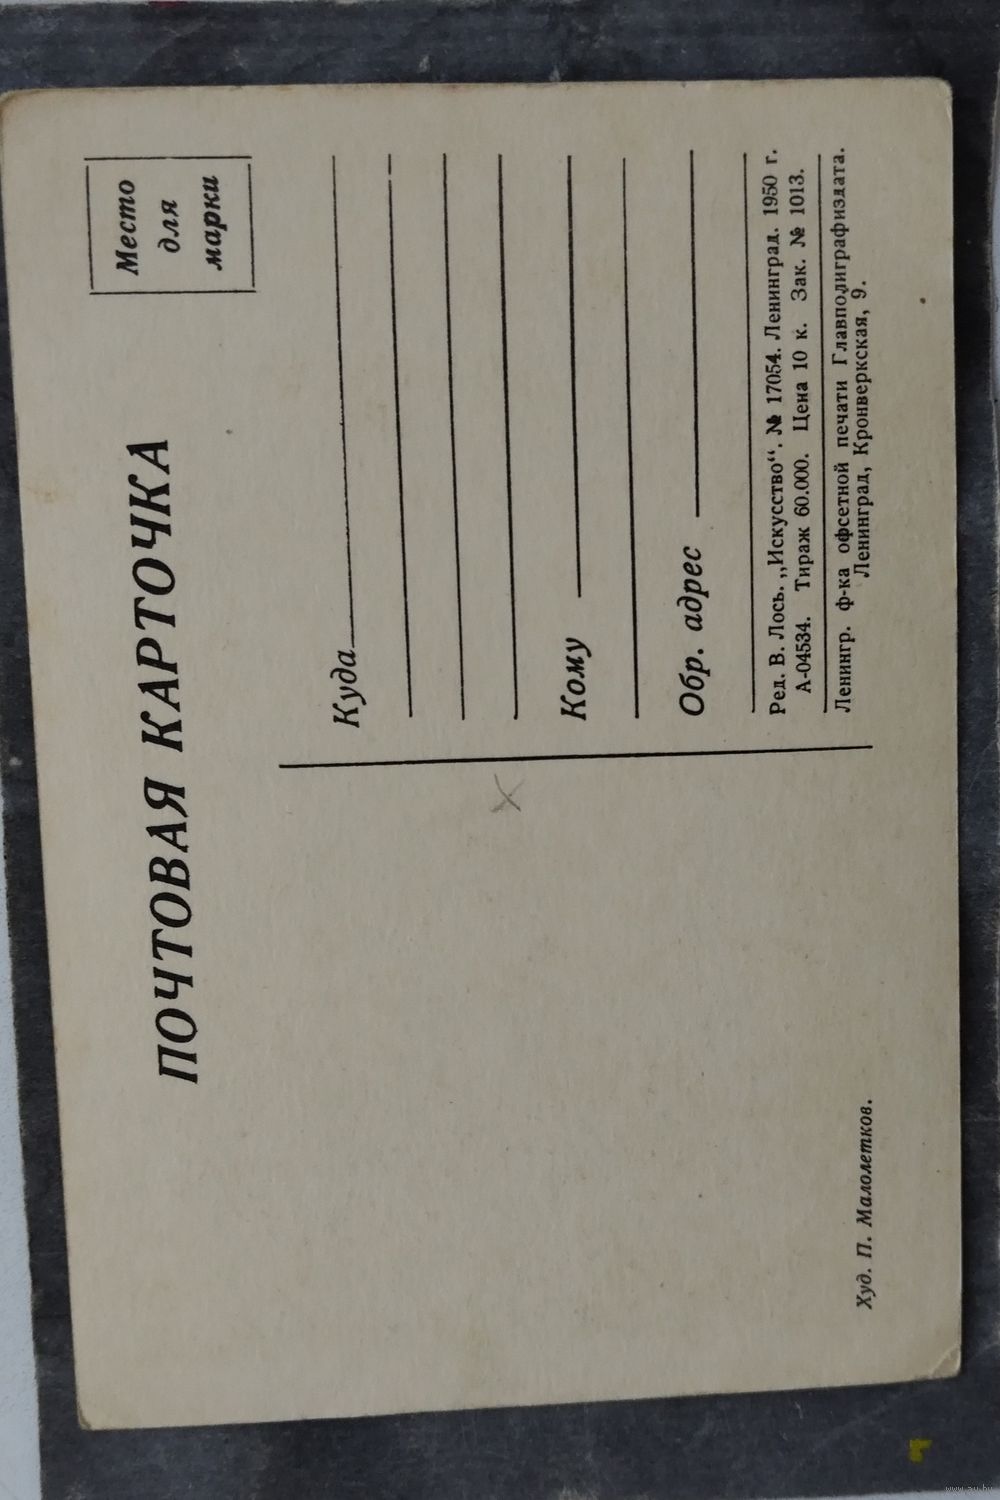 ПОЧТОВАЯ КАРТОЧКА
Место
для
марки
Куда
Кому
Обр. адрес
Ред. В. Лось. „Искусство“. № 17054. Ленинград. 1950 г.
А-04534. Тираж 60.000. Цена 10 к. Зак. № 1013.
Ленингр. ф-ка офсетной печати Главполиграфиздата.
Ленинград, Кронверкская, 9.
Худ. П. Малолетков.